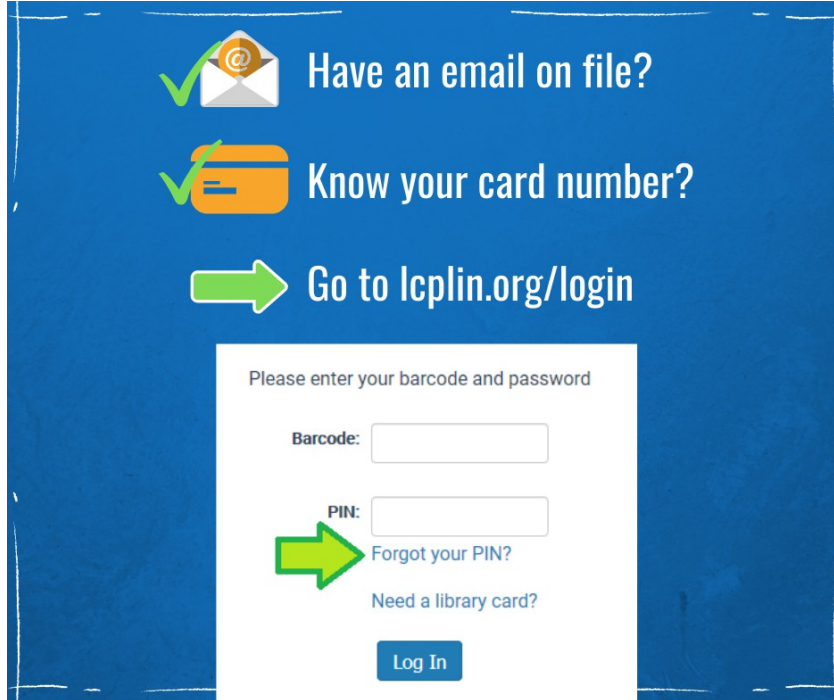 @
Have an email on file?
Know your card number?
Go to lcplin.org/login
Please enter your barcode and password
Barcode:
PIN:
Forgot your PIN?
Need a library card?
Log In